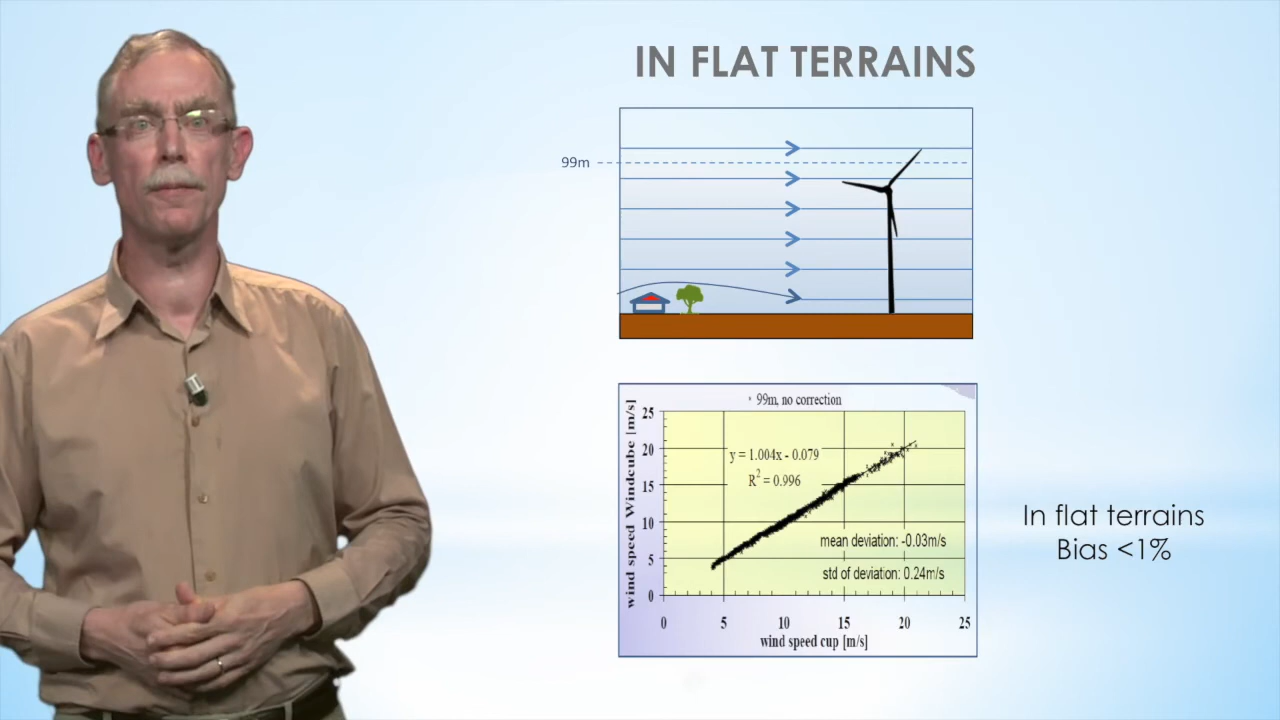 IN FLAT TERRAINS
99m
99m, no correction
wind speed Windcube [m/s]
25
20
15
10
5
0
y = 1.004x - 0.079
R² = 0.996
mean deviation: -0.03m/s
std of deviation: 0.24m/s
0 5 10 15 20 25
wind speed cup [m/s]
In flat terrains
Bias <1%